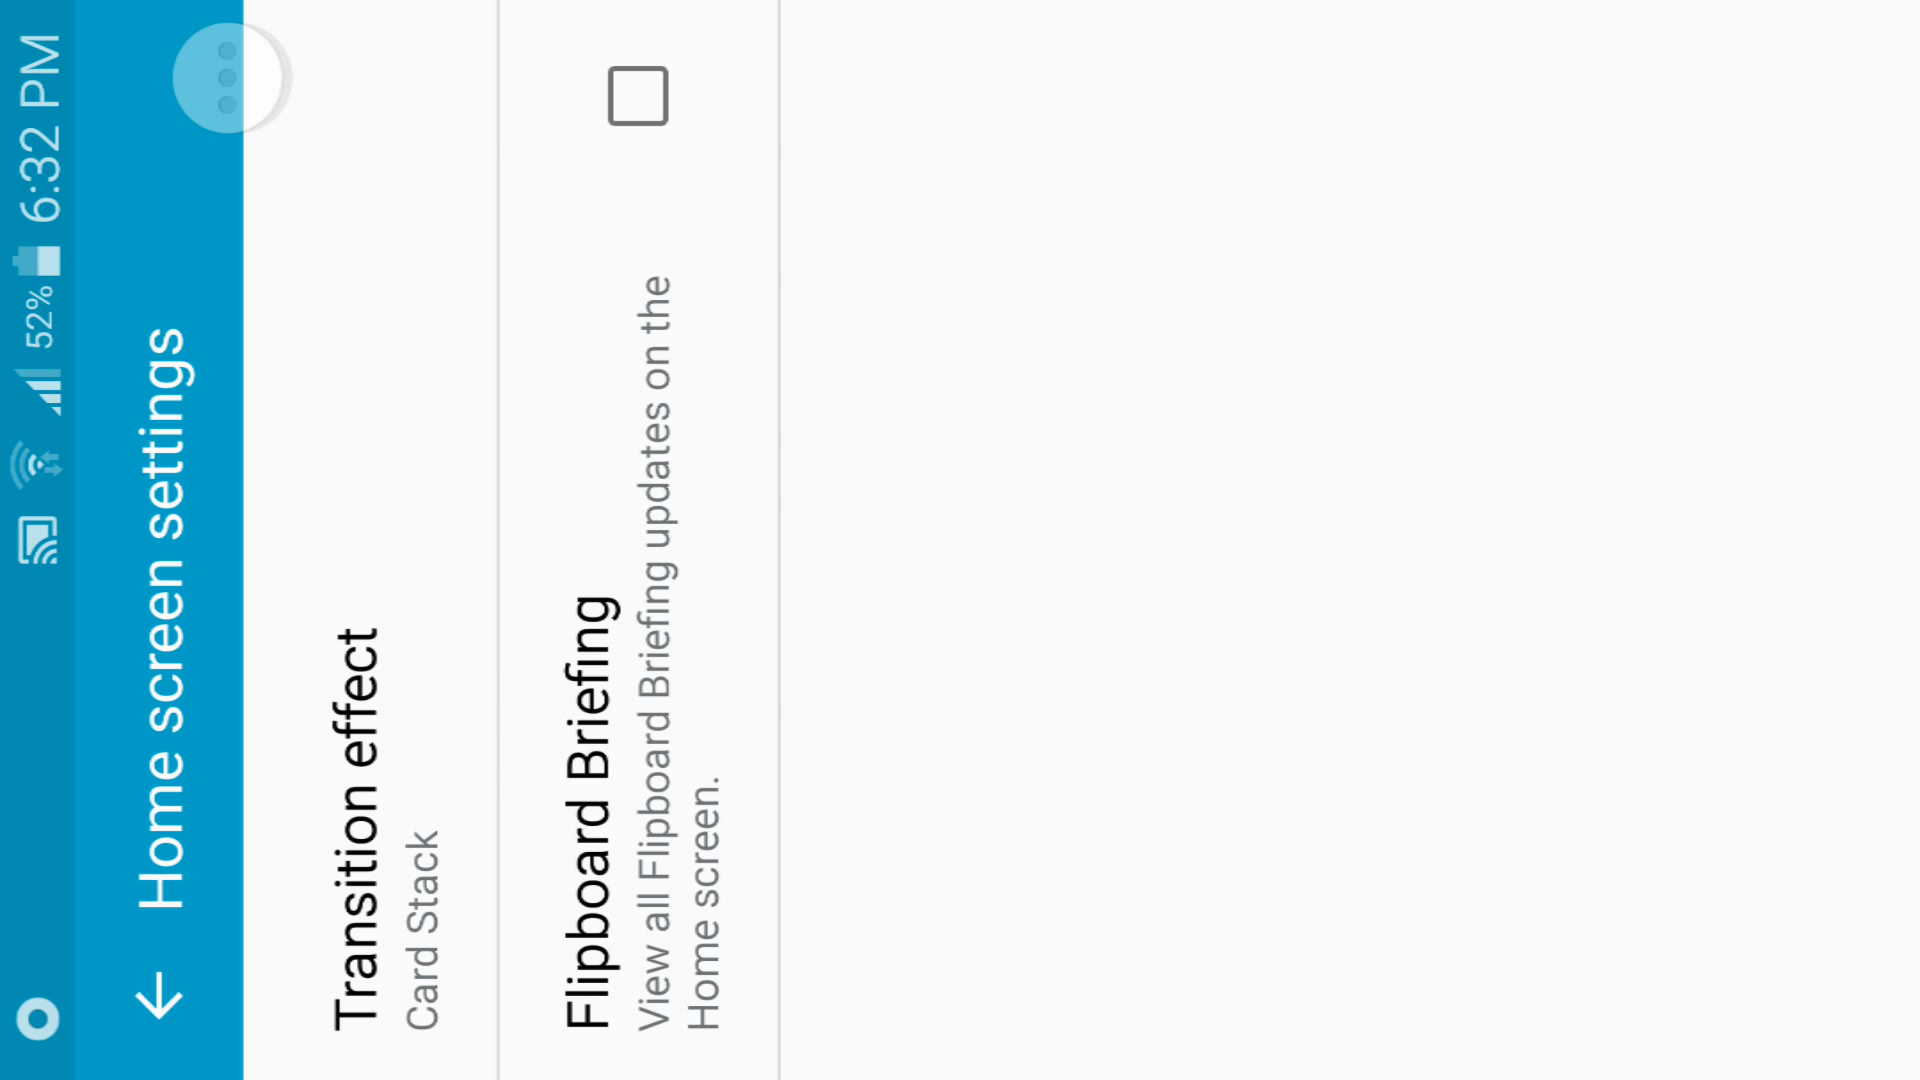 52% 6:32 PM
Home screen settings
Transition effect
Card Stack
Flipboard Briefing
View all Flipboard Briefing updates on the
Home screen.